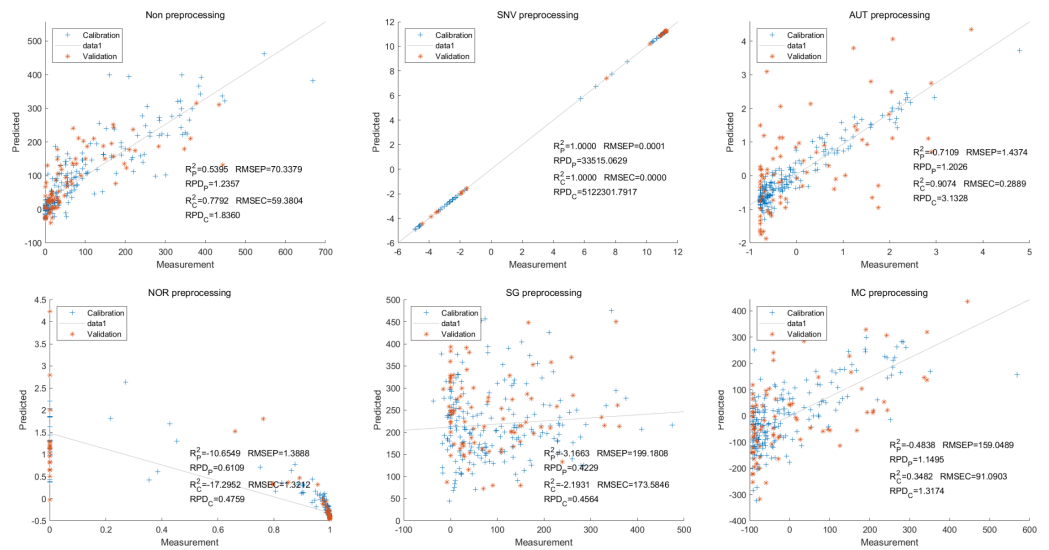 Non preprocessing
Calibration
data1
Validation
R²P=0.5395 RMSEP=70.3379
RPDP=1.2357
R²C=0.7792 RMSEC=59.3804
RPDC=1.8360
Predicted
500
400
300
200
100
0
-100
0 100 200 300 400 500 600 700
Measurement
SNV preprocessing
Calibration
data1
Validation
R²P=1.0000 RMSEP=0.0001
RPDP=33515.0629
R²C=1.0000 RMSEC=0.0000
RPDC=5122301.7917
Predicted
12
10
8
6
4
2
0
-2
-4
-6
-6 -4 -2 0 2 4 6 8 10 12
Measurement
AUT preprocessing
Calibration
data1
Validation
R²P=-0.7109 RMSEP=1.4374
RPDP=1.2026
R²C=0.9074 RMSEC=0.2889
RPDC=3.1328
Predicted
4
3
2
1
0
-1
-2
-1 0 1 2 3 4 5
Measurement
NOR preprocessing
Calibration
data1
Validation
R²P=-10.6549 RMSEP=1.3888
RPDP=0.6109
R²C=-17.2952 RMSEC=1.3212
RPDC=0.4759
Predicted
4.5
4
3.5
3
2.5
2
1.5
1
0.5
0
-0.5
0 0.2 0.4 0.6 0.8 1
Measurement
SG preprocessing
Calibration
data1
Validation
R²P=-3.1663 RMSEP=199.1808
RPDP=0.4229
R²C=-2.1931 RMSEC=173.5846
RPDC=0.4564
Predicted
500
450
400
350
300
250
200
150
100
50
0
-100 0 100 200 300 400 500
Measurement
MC preprocessing
Calibration
data1
Validation
R²P=-0.4838 RMSEP=159.0489
RPDP=1.1495
R²C=0.3482 RMSEC=91.0903
RPDC=1.3174
Predicted
400
300
200
100
0
-100
-200
-300
-400
-100 0 100 200 300 400 500 600
Measurement